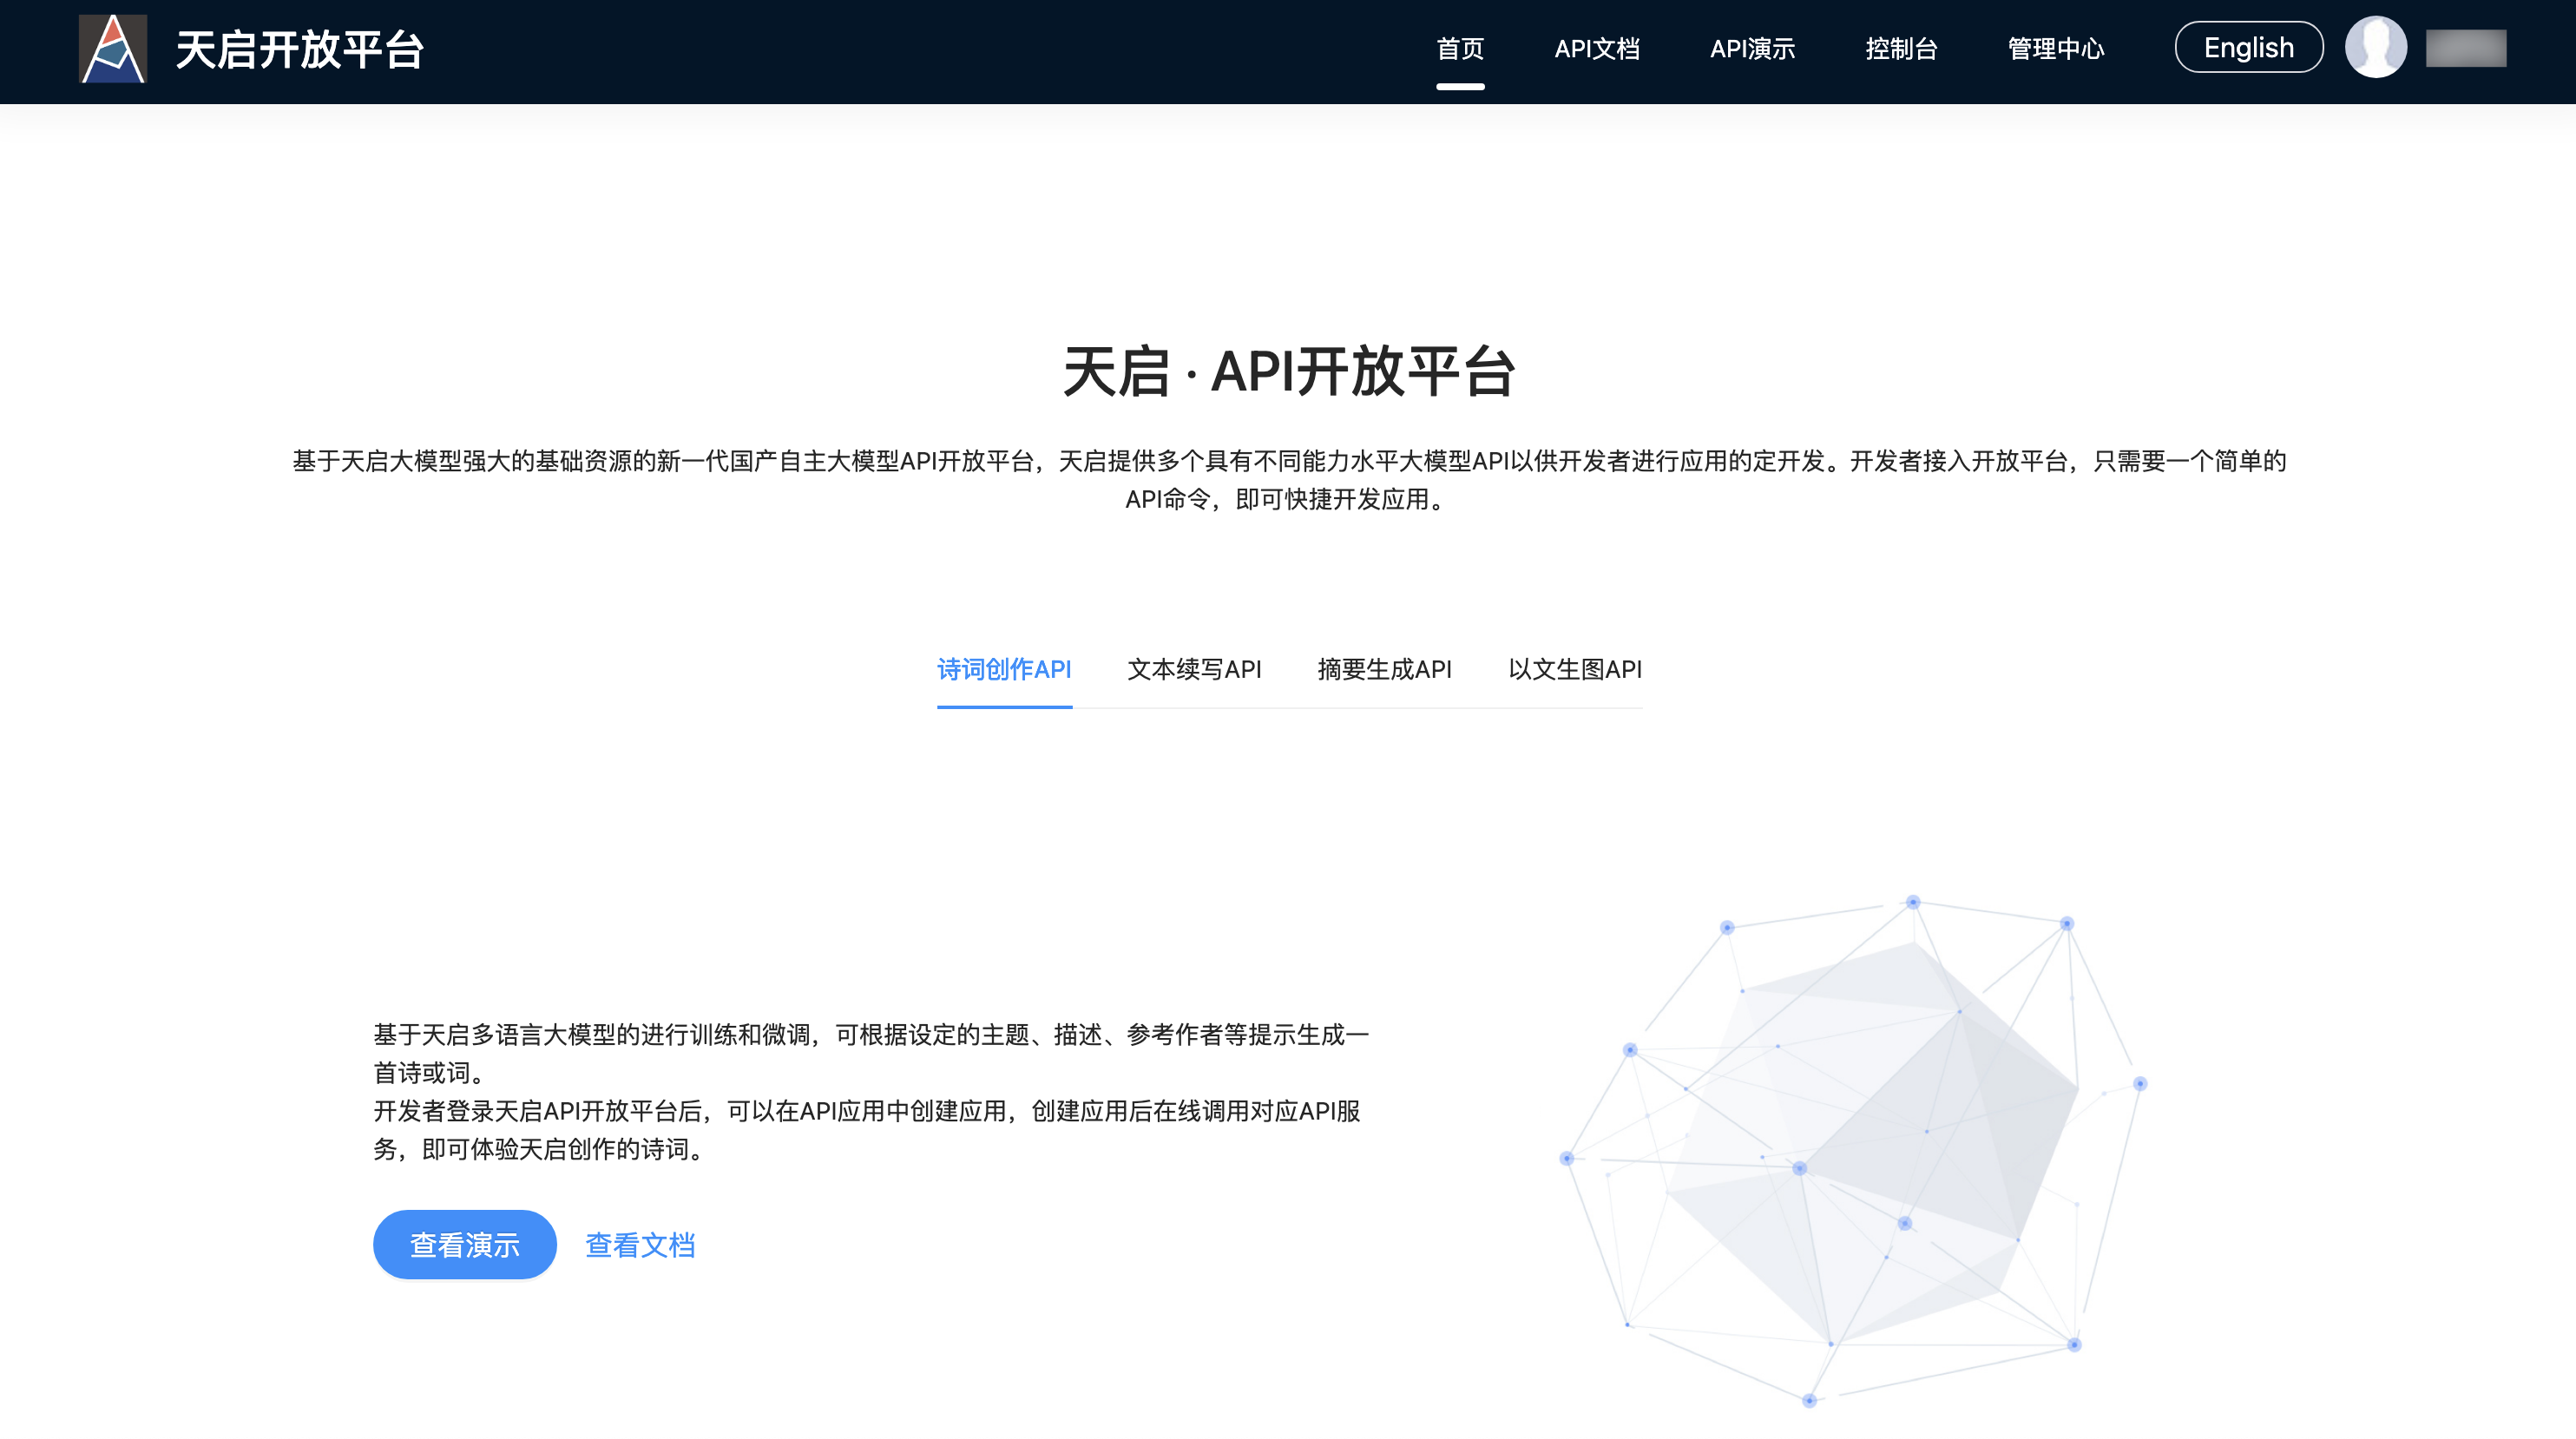 天启开放平台
首页
API文档
API演示
控制台
管理中心
English
天启 · API开放平台
基于天启大模型强大的基础资源的新一代国产自主大模型API开放平台，天启提供多个具有不同能力水平大模型API以供开发者进行应用的定开发。开发者接入开放平台，只需要一个简单的
API命令，即可快捷开发应用。
诗词创作API
文本续写API
摘要生成API
以文生图API
基于天启多语言大模型的进行训练和微调，可根据设定的主题、描述、参考作者等提示生成一
首诗或词。
开发者登录天启API开放平台后，可以在API应用中创建应用，创建应用后在线调用对应API服
务，即可体验天启创作的诗词。
查看演示
查看文档